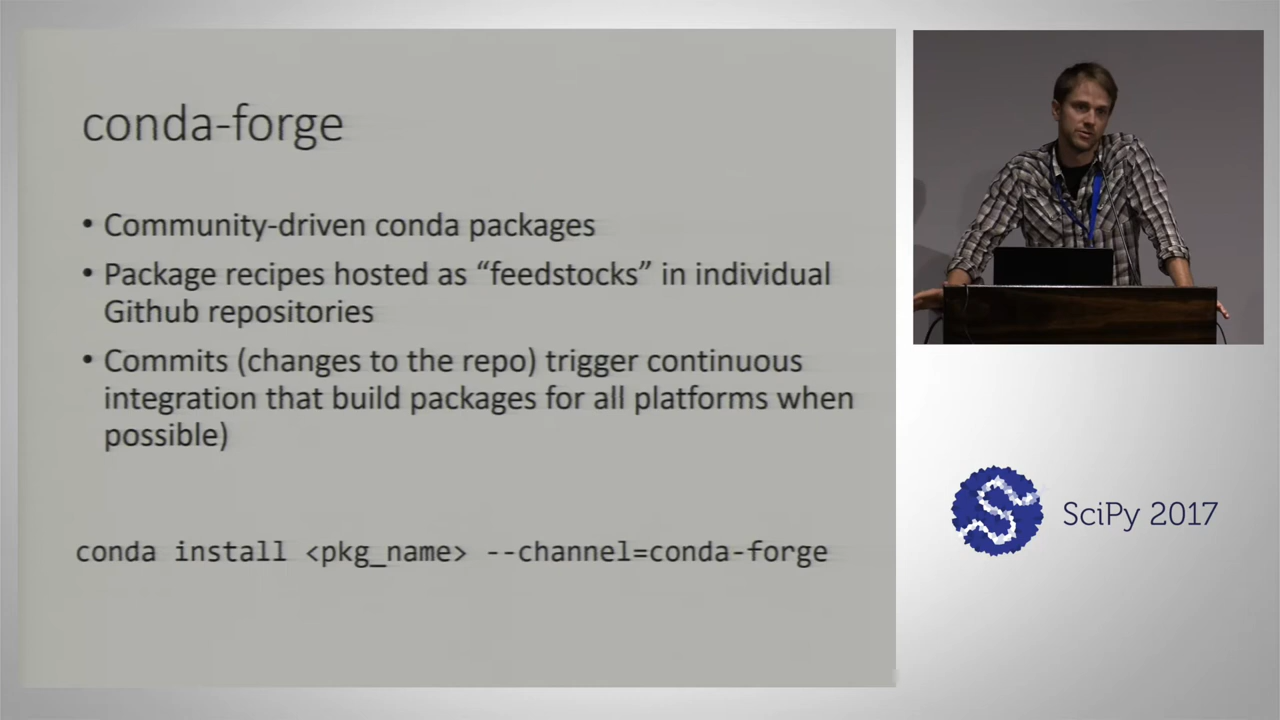 conda-forge
• Community-driven conda packages
• Package recipes hosted as “feedstocks” in individual
Github repositories
• Commits (changes to the repo) trigger continuous
integration that build packages for all platforms when
possible)
conda install <pkg_name> --channel=conda-forge
SciPy 2017